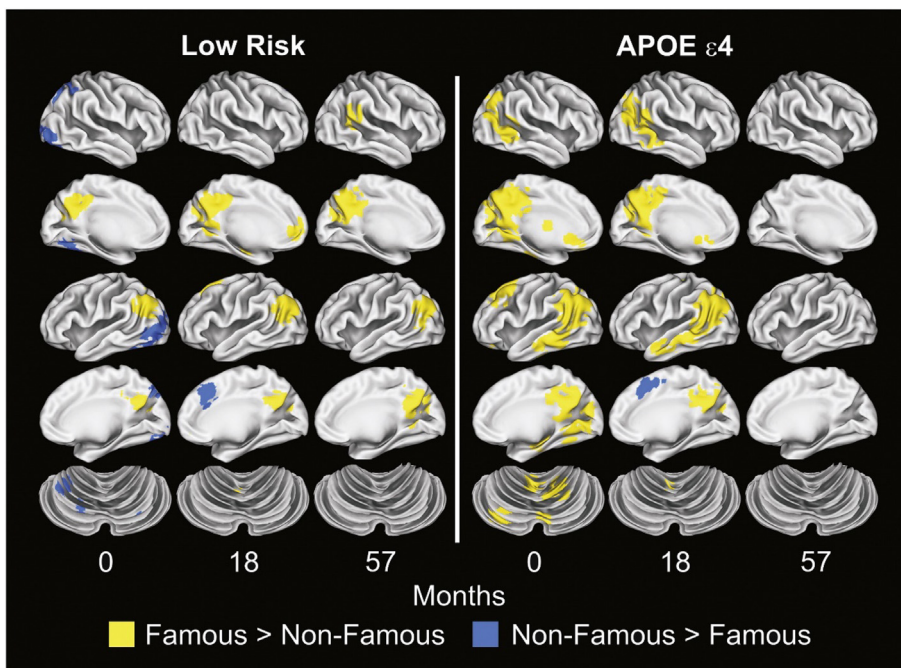 Low Risk
APOE ε4
0 18 57 0 18 57
Months
Famous > Non-Famous Non-Famous > Famous